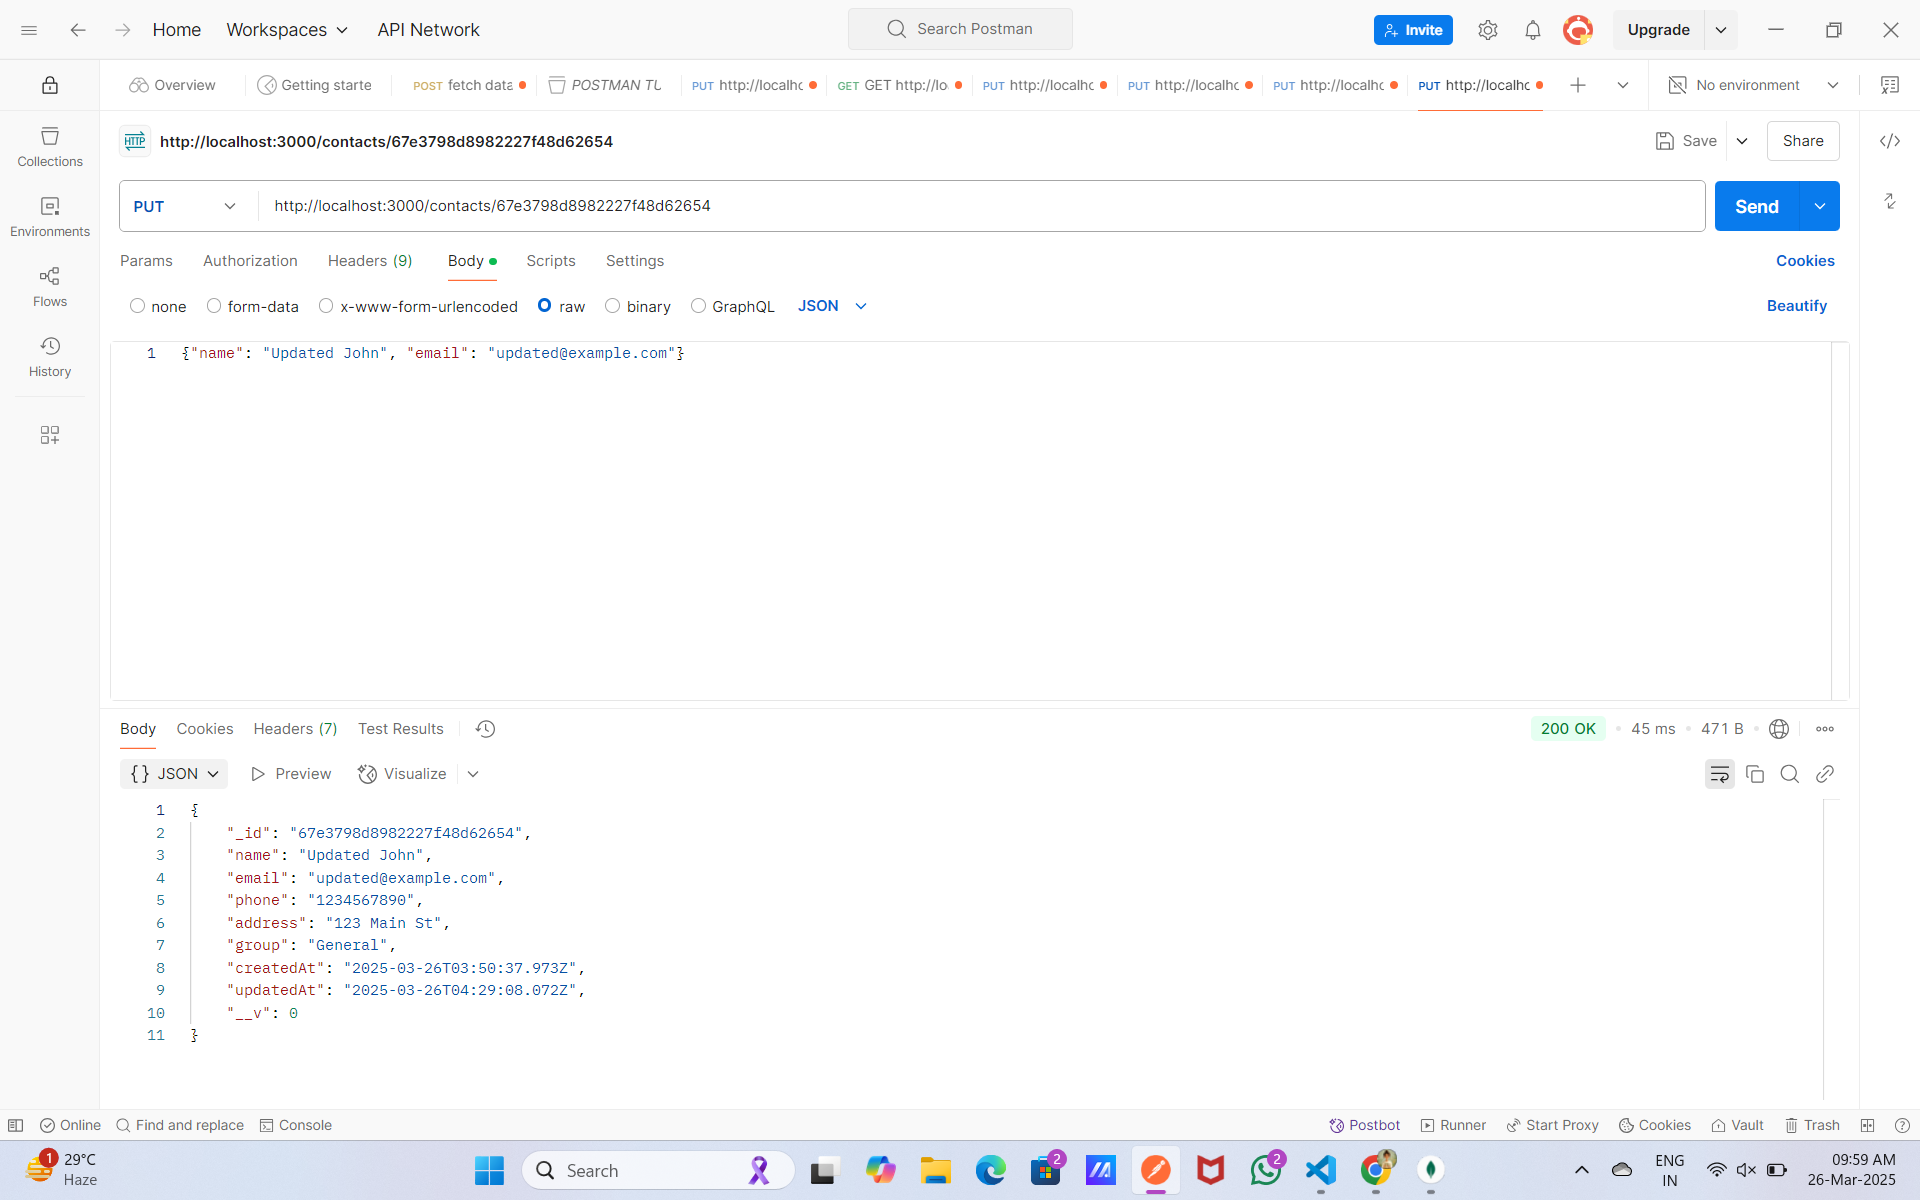 Home Workspaces API Network Search Postman Invite Upgrade
Overview Getting starte POST fetch data POSTMAN TU PUT http://localhc GET GET http://lo PUT http://localhc PUT http://localhc PUT http://localhc PUT http://localhc No environment
HTTP http://localhost:3000/contacts/67e3798d8982227f48d62654 Save Share
Collections
Environments
Flows
History
PUT http://localhost:3000/contacts/67e3798d8982227f48d62654 Send
Params Authorization Headers (9) Body Scripts Settings Cookies
none form-data x-www-form-urlencoded raw binary GraphQL JSON Beautify
1 {"name": "Updated John", "email": "updated@example.com"}
Body Cookies Headers (7) Test Results 200 OK 45 ms 471 B
{} JSON Preview Visualize
1 {
2 "_id": "67e3798d8982227f48d62654",
3 "name": "Updated John",
4 "email": "updated@example.com",
5 "phone": "1234567890",
6 "address": "123 Main St",
7 "group": "General",
8 "createdAt": "2025-03-26T03:50:37.973Z",
9 "updatedAt": "2025-03-26T04:29:08.072Z",
10 "__v": 0
11 }
Online Find and replace Console Postbot Runner Start Proxy Cookies Vault Trash
1 29°C
Haze
Search
2
2
ENG
IN
09:59 AM
26-Mar-2025